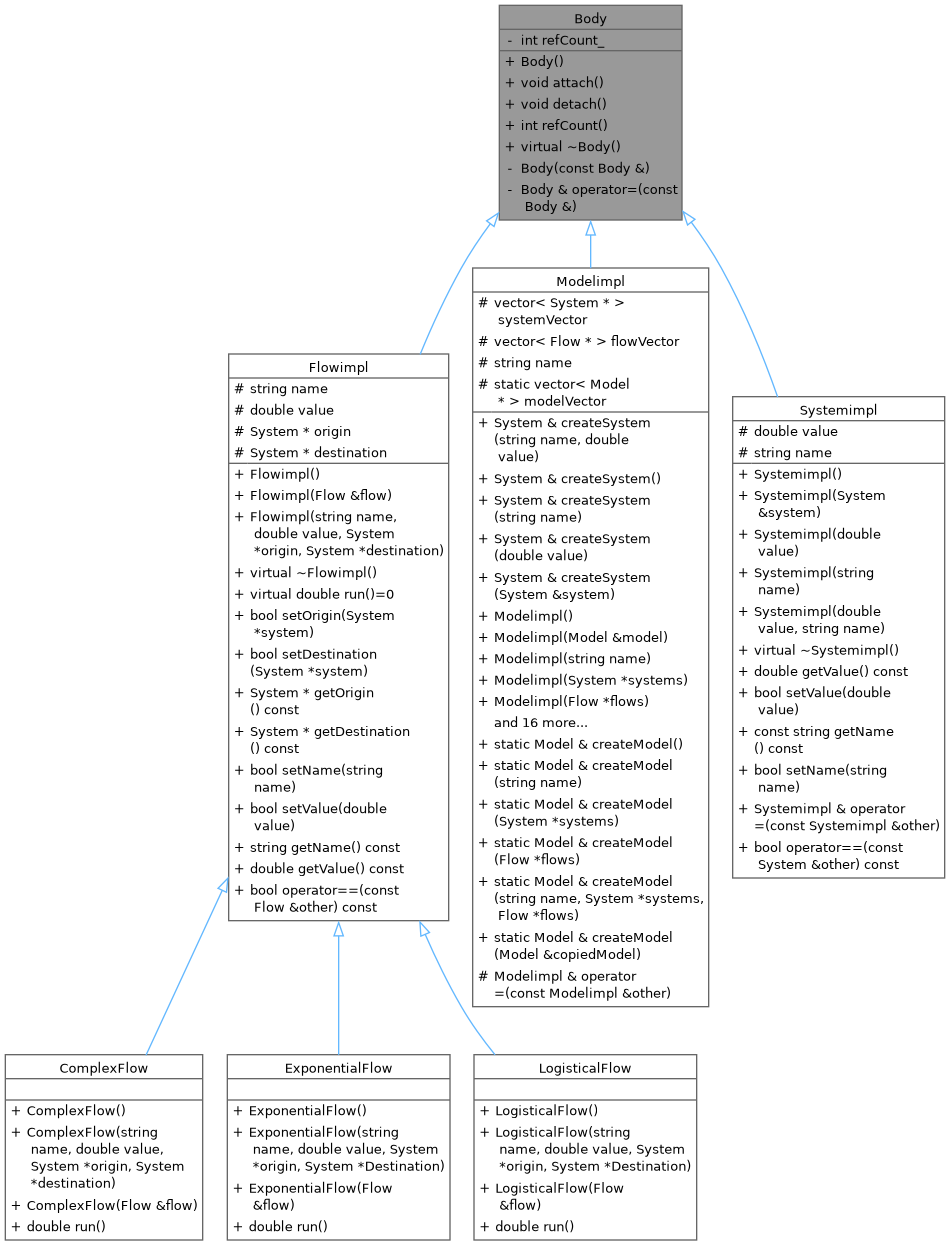 Body
- int refCount_
+ Body()
+ void attach()
+ void detach()
+ int refCount()
+ virtual ~Body()
- Body(const Body &)
- Body & operator=(const
Body &)
Flowimpl
# string name
# double value
# System * origin
# System * destination
+ Flowimpl()
+ Flowimpl(Flow &flow)
+ Flowimpl(string name,
double value, System
*origin, System *destination)
+ virtual ~Flowimpl()
+ virtual double run()=0
+ bool setOrigin(System
*system)
+ bool setDestination
(System *system)
+ System * getOrigin
() const
+ System * getDestination
() const
+ bool setName(string
name)
+ bool setValue(double
value)
+ string getName() const
+ double getValue() const
+ bool operator==(const
Flow &other) const
Modelimpl
# vector< System * >
systemVector
# vector< Flow * > flowVector
# string name
# static vector< Model
* > modelVector
+ System & createSystem
(string name, double
value)
+ System & createSystem()
+ System & createSystem
(string name)
+ System & createSystem
(double value)
+ System & createSystem
(System &system)
+ Modelimpl()
+ Modelimpl(Model &model)
+ Modelimpl(string name)
+ Modelimpl(System *systems)
+ Modelimpl(Flow *flows)
and 16 more...
+ static Model & createModel()
+ static Model & createModel
(string name)
+ static Model & createModel
(System *systems)
+ static Model & createModel
(Flow *flows)
+ static Model & createModel
(string name, System *systems,
Flow *flows)
+ static Model & createModel
(Model &copiedModel)
# Modelimpl & operator
=(const Modelimpl &other)
Systemimpl
# double value
# string name
+ Systemimpl()
+ Systemimpl(System
&system)
+ Systemimpl(double
value)
+ Systemimpl(string
name)
+ Systemimpl(double
value, string name)
+ virtual ~Systemimpl()
+ double getValue() const
+ bool setValue(double
value)
+ const string getName
() const
+ bool setName(string
name)
+ Systemimpl & operator
=(const Systemimpl &other)
+ bool operator==(const
System &other) const
ComplexFlow
+ ComplexFlow()
+ ComplexFlow(string
name, double value,
System *origin, System
*destination)
+ ComplexFlow(Flow &flow)
+ double run()
ExponentialFlow
+ ExponentialFlow()
+ ExponentialFlow(string
name, double value, System
*origin, System *Destination)
+ ExponentialFlow(Flow
&flow)
+ double run()
LogisticalFlow
+ LogisticalFlow()
+ LogisticalFlow(string
name, double value, System
*origin, System *Destination)
+ LogisticalFlow(Flow
&flow)
+ double run()